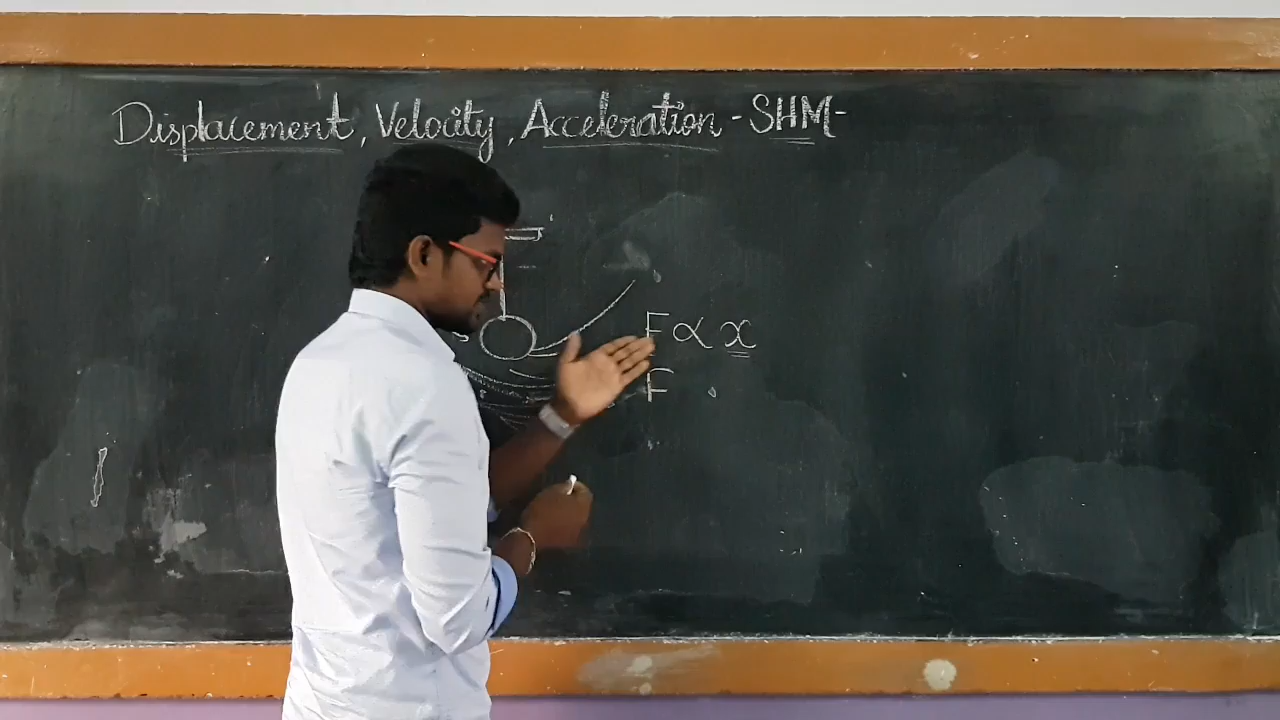 Displacement, Velocity, Acceleration - SHM -
F ∝ x
F